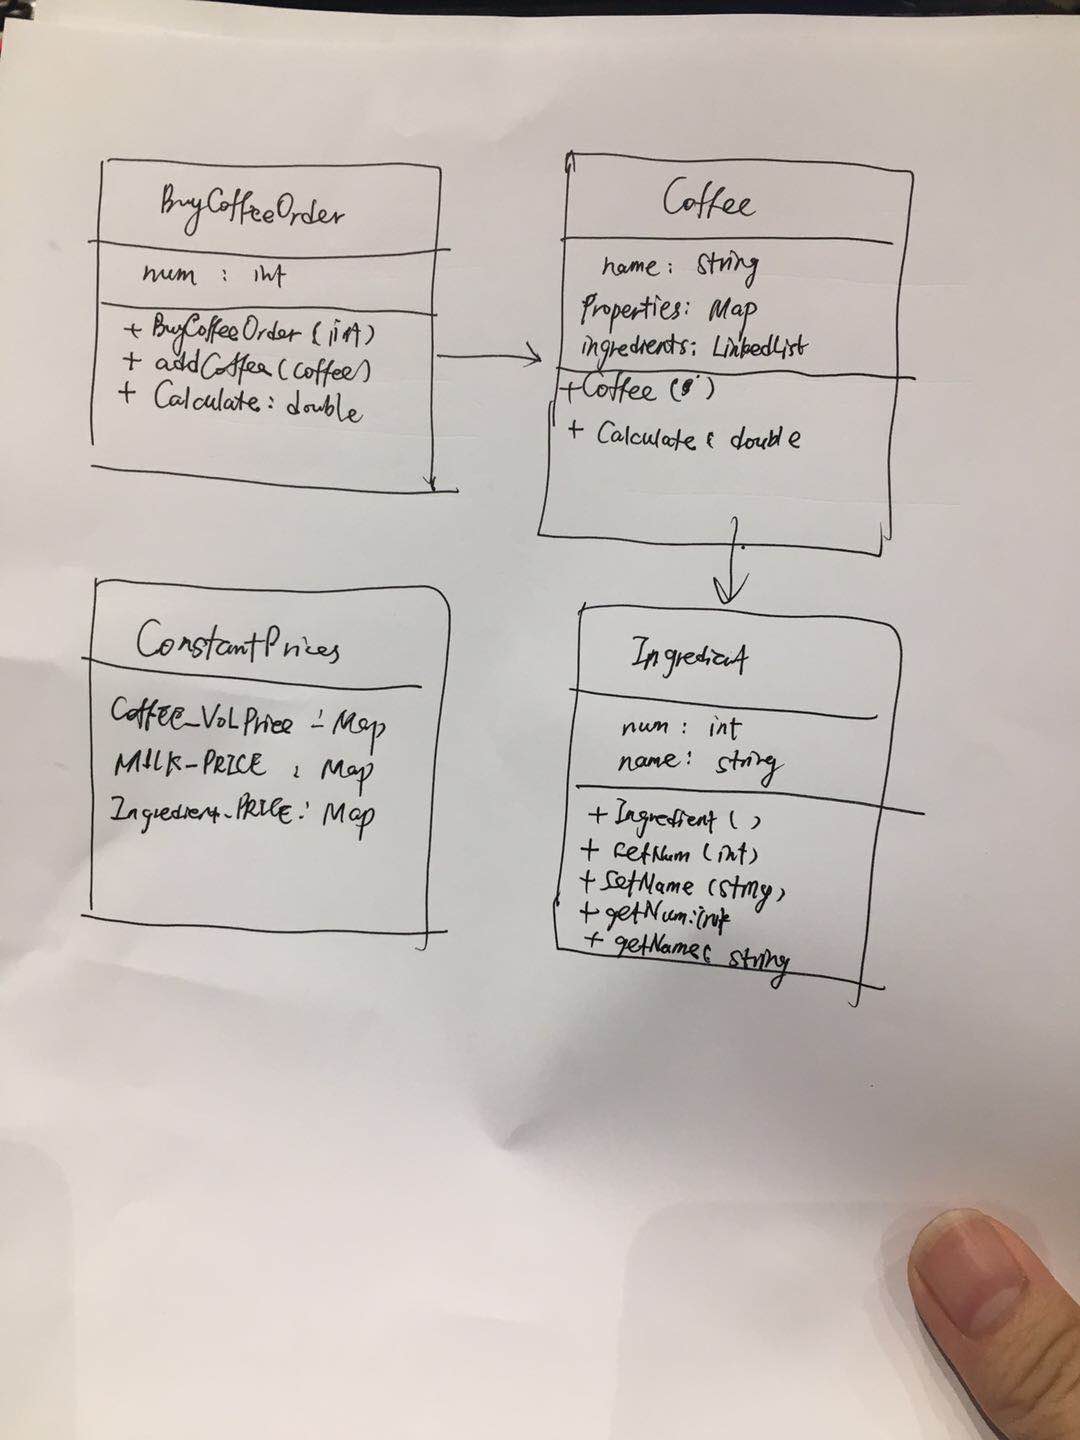 BuyCoffeeOrder
num : int
+ BuyCoffeeOrder (int)
+ addCoffee (coffee)
+ Calculate : double
Coffee
name : string
Properties: Map
ingredients: LinkedList
+ Coffee ( )
+ Calculate : double
ConstantPrices
CoffEE_VoLPrice : Map
MILK-PRICE : Map
Ingredient-PRICE: Map
Ingredient
num : int
name : string
+ Ingredient ( )
+ setNum (int)
+ setName (string)
+ getNum: int
+ getName: string